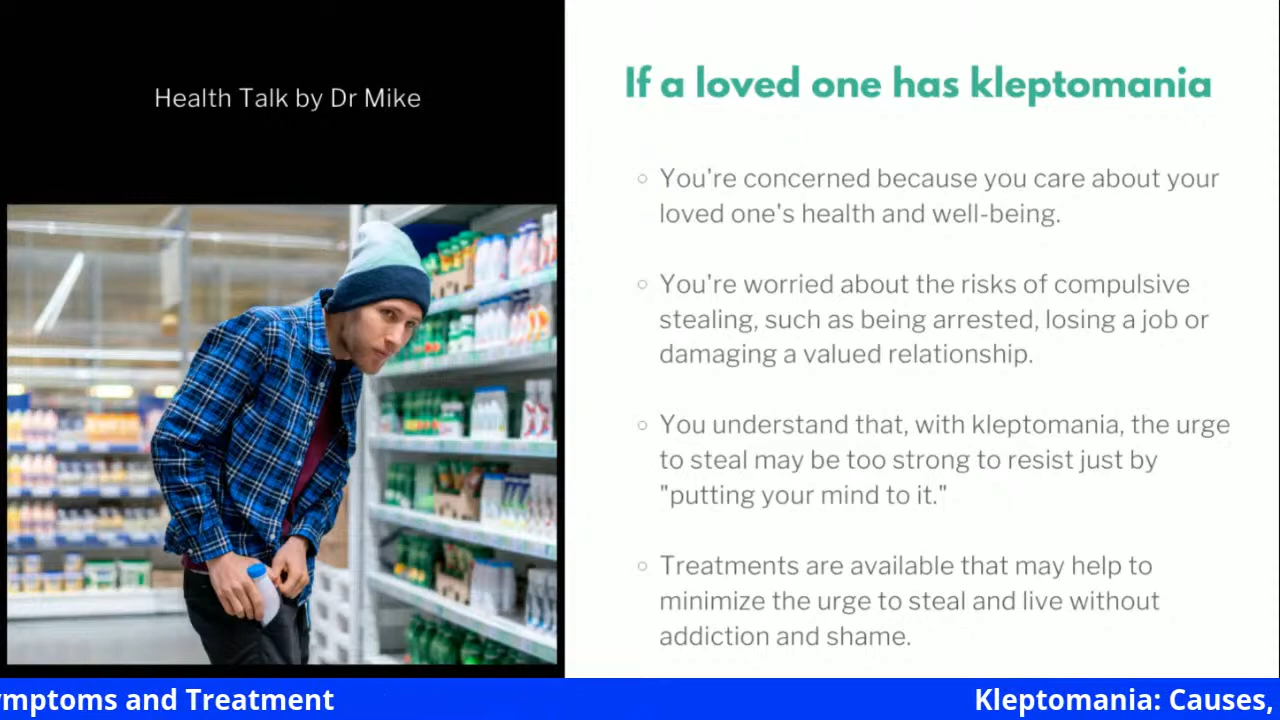 Health Talk by Dr Mike
If a loved one has kleptomania
You're concerned because you care about your
loved one's health and well-being.
You're worried about the risks of compulsive
stealing, such as being arrested, losing a job or
damaging a valued relationship.
You understand that, with kleptomania, the urge
to steal may be too strong to resist just by
"putting your mind to it."
Treatments are available that may help to
minimize the urge to steal and live without
addiction and shame.
ymptoms and Treatment
Kleptomania: Causes,